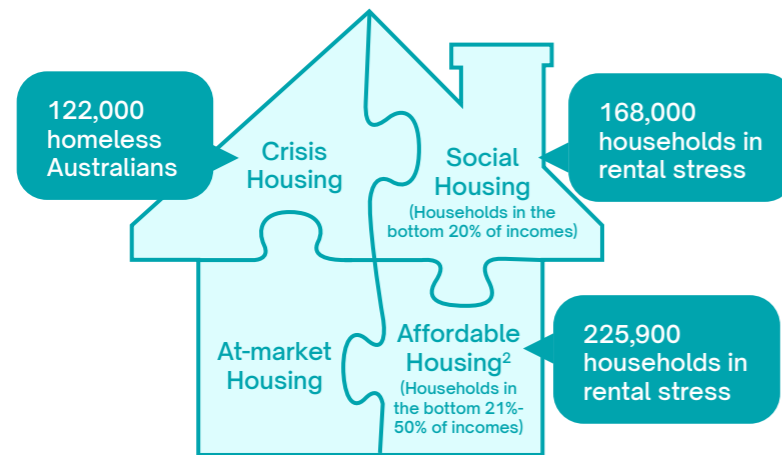 122,000
homeless
Australians
Crisis
Housing
Social
Housing
(Households in the
bottom 20% of incomes)
168,000
households in
rental stress
At-market
Housing
Affordable
Housing²
(Households in
the bottom 21%-
50% of incomes)
225,900
households in
rental stress